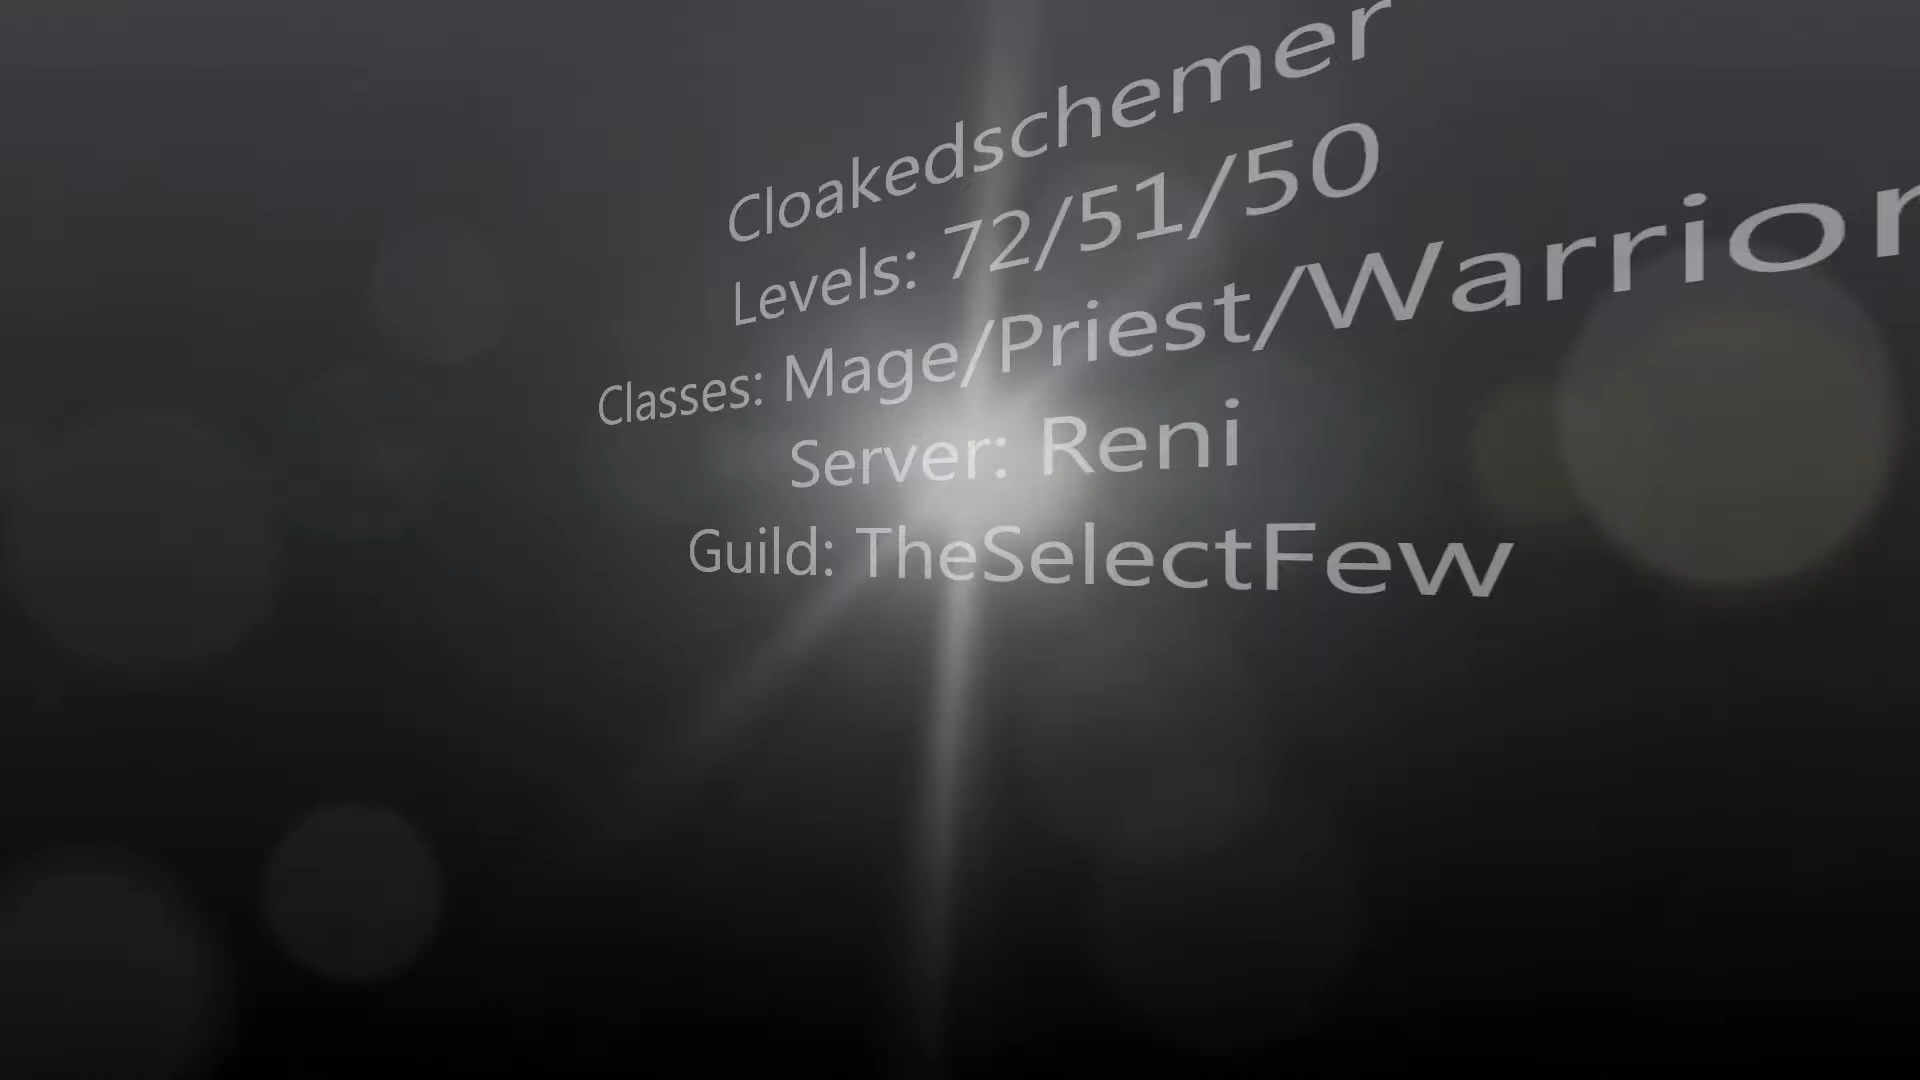 Cloakedschemer
Levels: 72/51/50
Classes: Mage/Priest/Warrior
Server: Reni
Guild: TheSelectFew